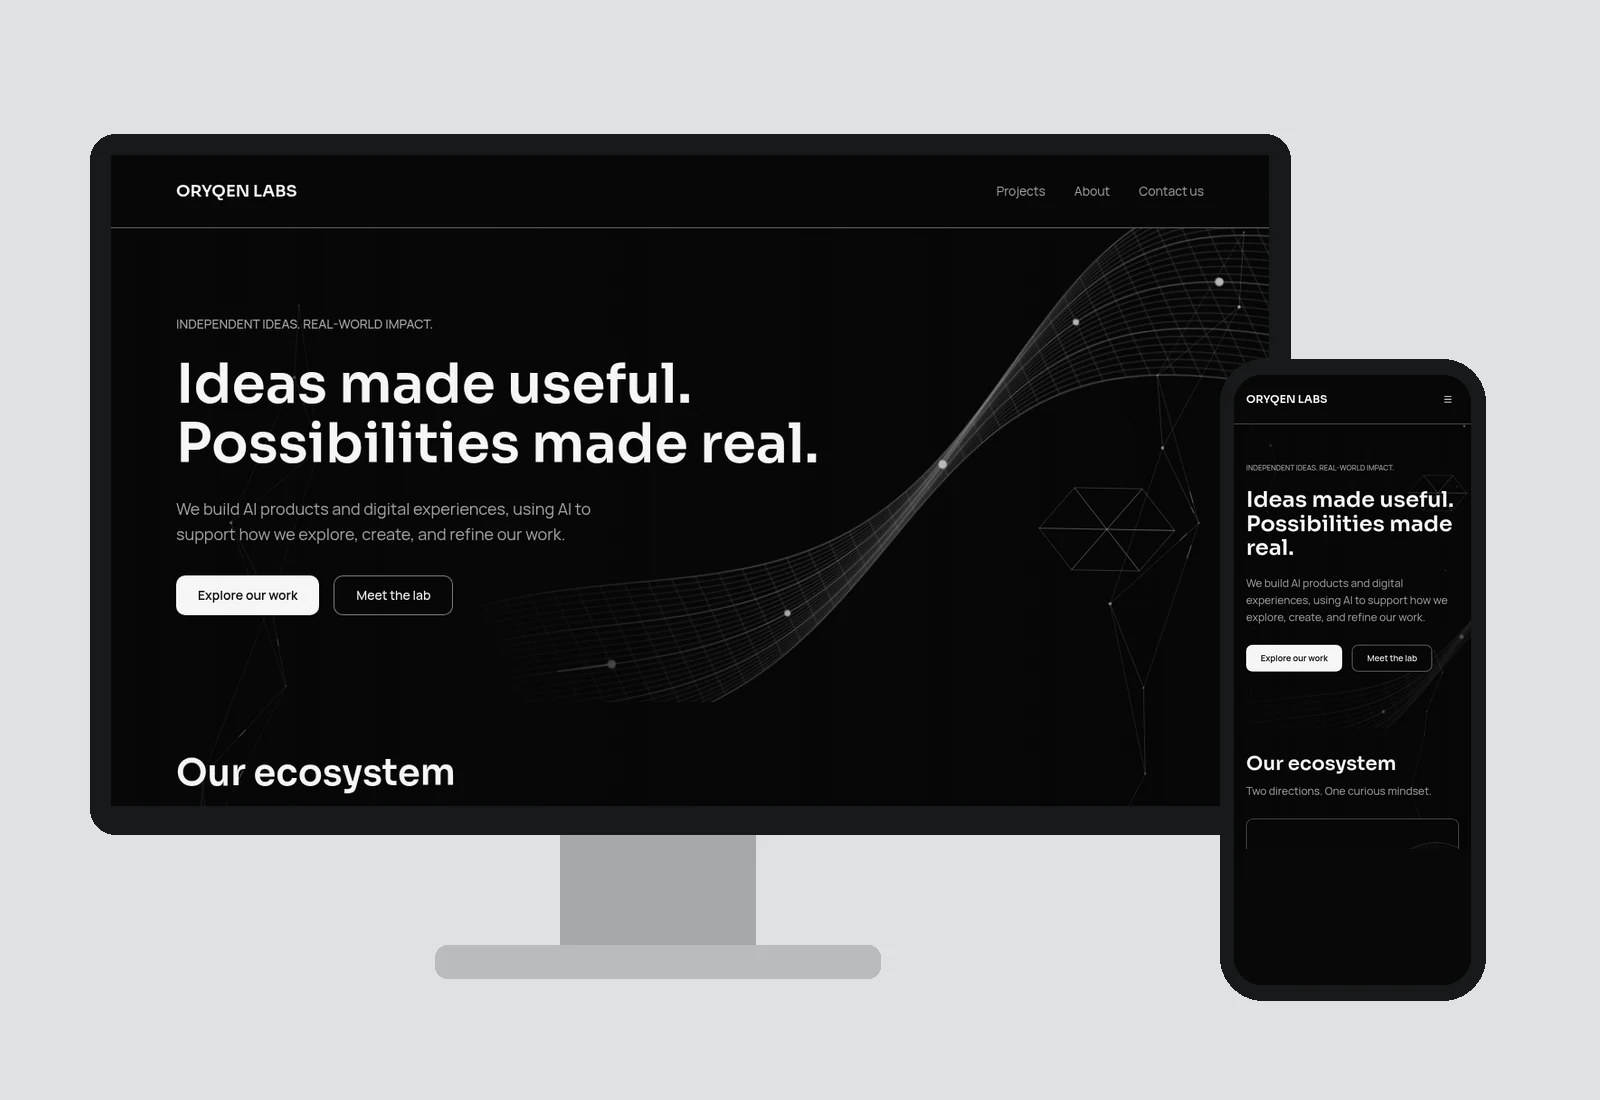 ORYQEN LABS
Projects About Contact us
INDEPENDENT IDEAS. REAL-WORLD IMPACT.
Ideas made useful.
Possibilities made real.
We build AI products and digital experiences, using AI to
support how we explore, create, and refine our work.
Explore our work Meet the lab
Our ecosystem
ORYQEN LABS
INDEPENDENT IDEAS. REAL-WORLD IMPACT.
Ideas made useful.
Possibilities made
real.
We build AI products and digital
experiences, using AI to support how we
explore, create, and refine our work.
Explore our work Meet the lab
Our ecosystem
Two directions. One curious mindset.